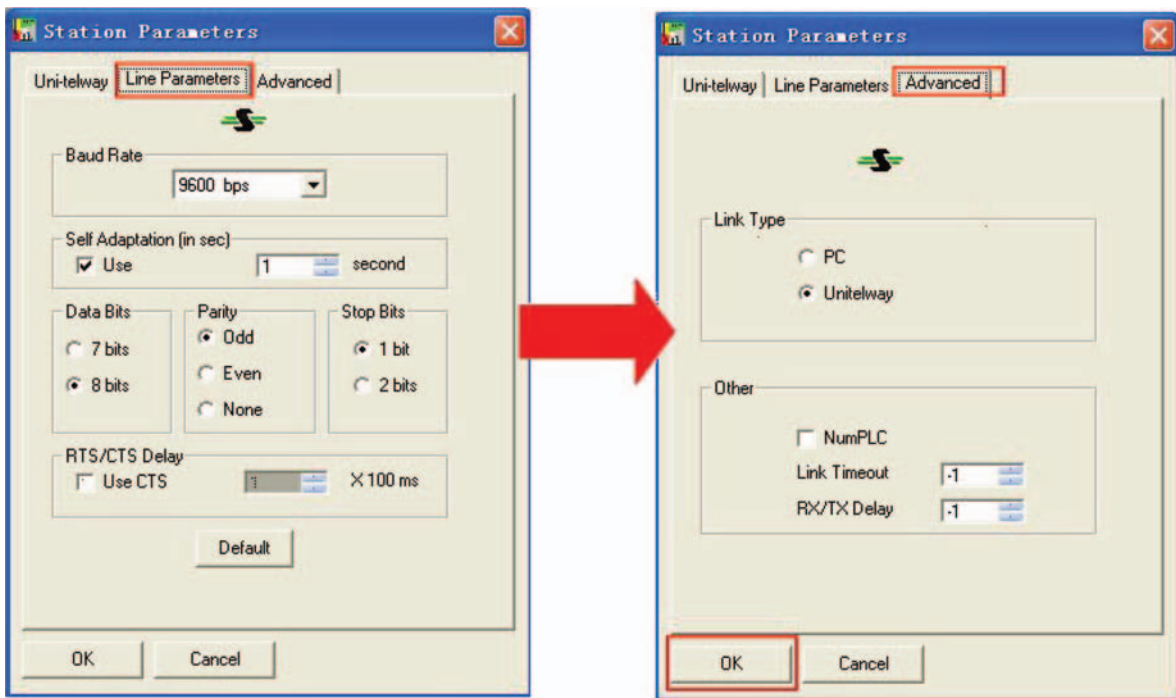 Station Parameters
Uni-telway Line Parameters Advanced
Baud Rate
9600 bps
Self Adaptation (in sec)
Use 1 second
Data Bits
7 bits
8 bits
Parity
Odd
Even
None
Stop Bits
1 bit
2 bits
RTS/CTS Delay
Use CTS 1 X 100 ms
Default
OK Cancel
Station Parameters
Uni-telway Line Parameters Advanced
Link Type
PC
Unitelway
Other
NumPLC
Link Timeout -1
RX/TX Delay -1
OK Cancel